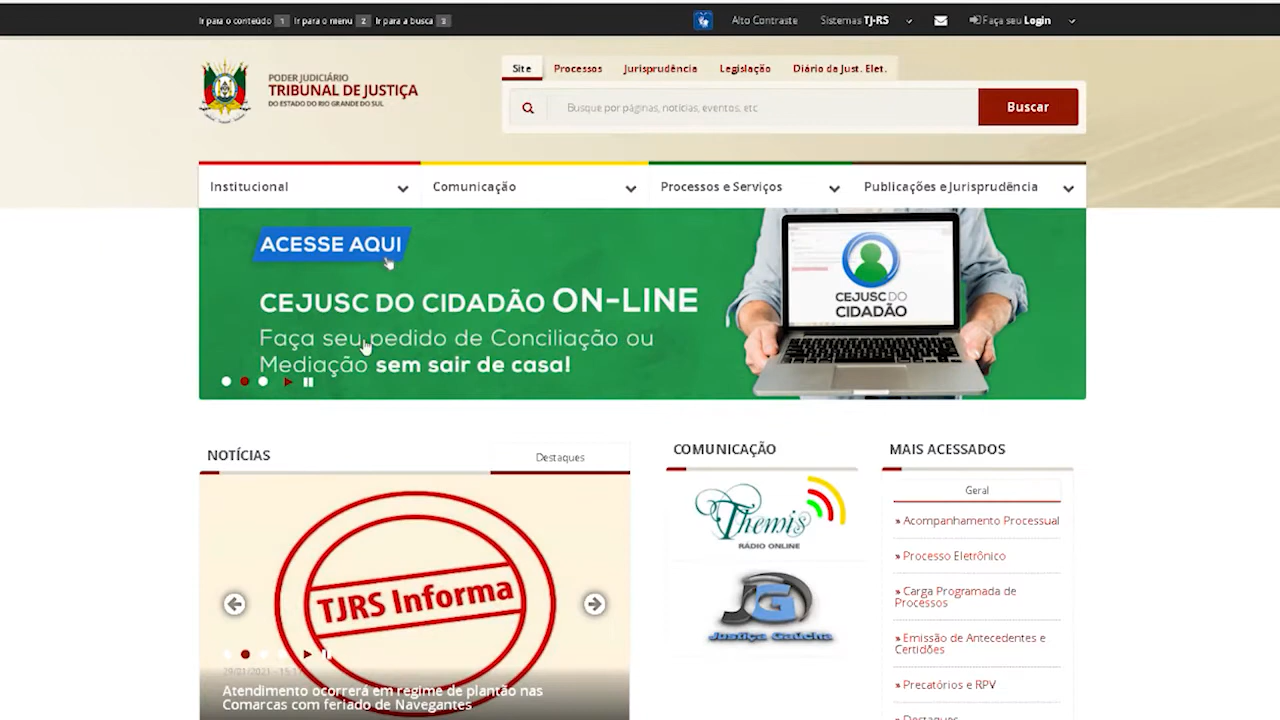 Ir para o conteúdo 1 Ir para o menu 2 Ir para a busca 3
Alto Contraste
Sistemas TJ-RS
Faça seu Login
PODER JUDICIÁRIO
TRIBUNAL DE JUSTIÇA
DO ESTADO DO RIO GRANDE DO SUL
Site
Processos
Jurisprudência
Legislação
Diário da Just. Elet.
Busque por páginas, notícias, eventos, etc
Buscar
Institucional
Comunicação
Processos e Serviços
Publicações e Jurisprudência
ACESSE AQUI
CEJUSC DO CIDADÃO ON-LINE
Faça seu pedido de Conciliação ou
Mediação sem sair de casa!
CEJUSC DO
CIDADÃO
NOTÍCIAS
Destaques
TJRS Informa
Atendimento ocorrerá em regime de plantão nas
Comarcas com feriado de Navegantes
COMUNICAÇÃO
Themis
RÁDIO ONLINE
JG
Justiça Gaúcha
MAIS ACESSADOS
Geral
» Acompanhamento Processual
» Processo Eletrônico
» Carga Programada de
Processos
» Emissão de Antecedentes e
Certidões
» Precatórios e RPV